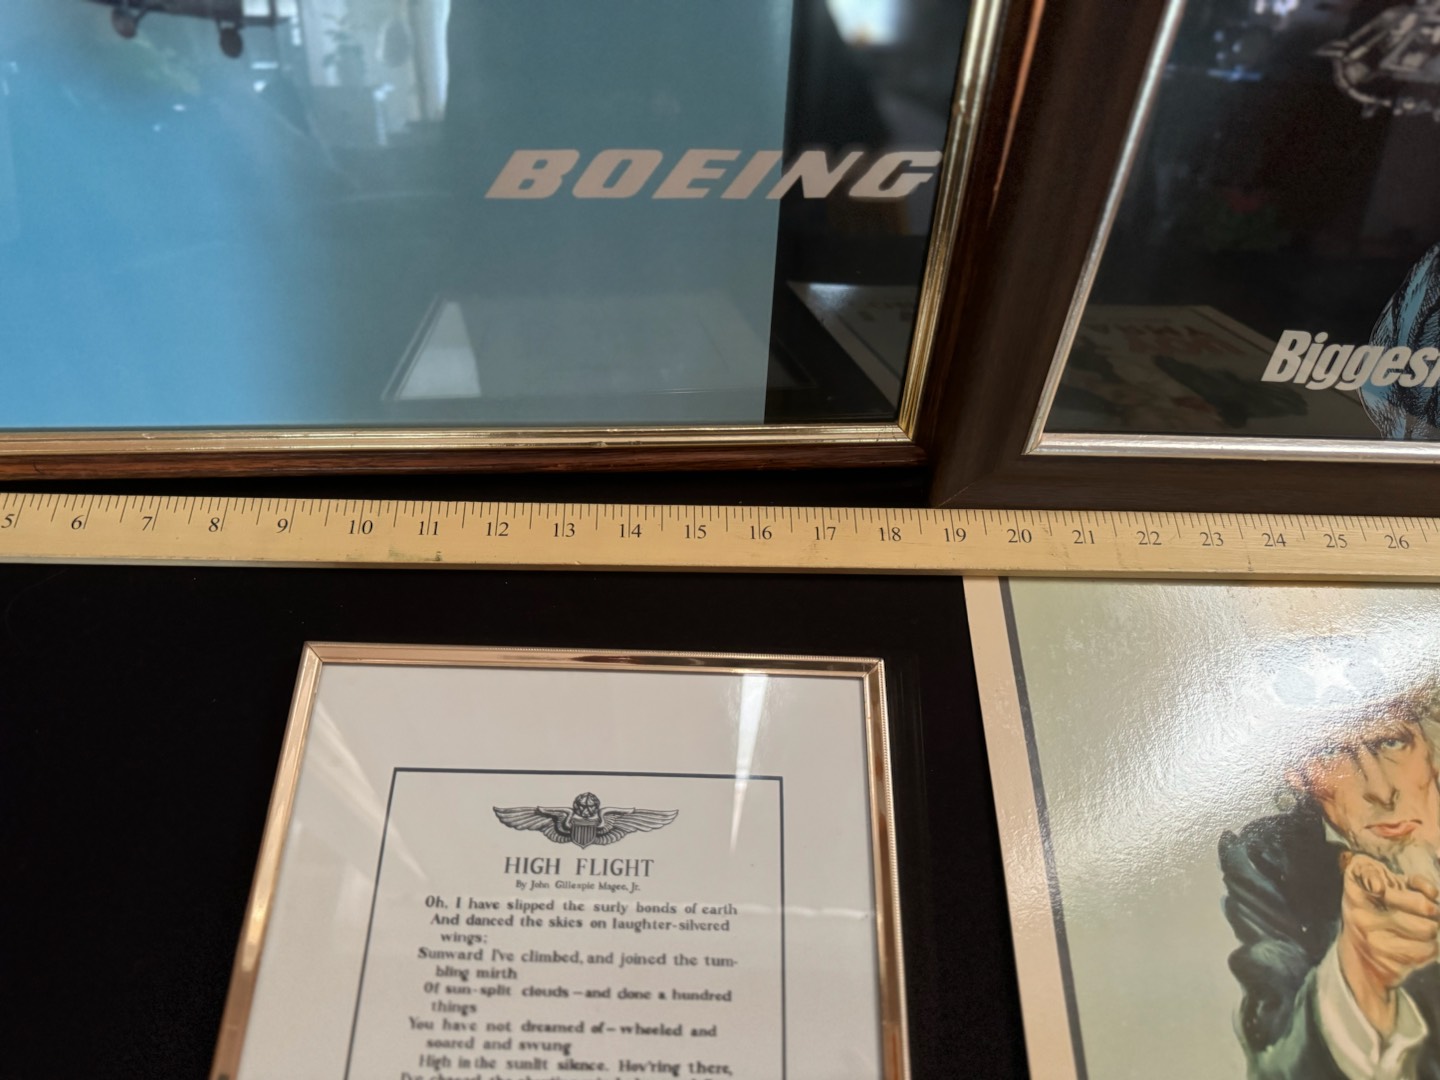 BOEING
Biggest
5 6 7 8 9 10 11 12 13 14 15 16 17 18 19 20 21 22 23 24 25 26
HIGH FLIGHT
By John Gillespie Magee, Jr.
Oh, I have slipped the surly bonds of earth
And danced the skies on laughter-silvered
wings;
Sunward I've climbed, and joined the tum-
bling mirth
Of sun-split clouds—and done a hundred
things
You have not dreamed of—wheeled and
soared and swung
High in the sunlit silence. Hov'ring there,